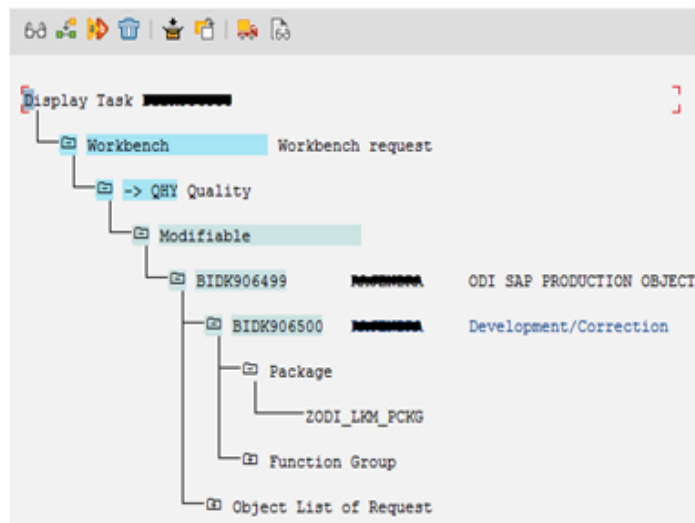 Display Task
Workbench Workbench request
-> QHY Quality
Modifiable
BIDK906499 ODI SAP PRODUCTION OBJECT
BIDK906500 Development/Correction
Package
ZODI_LKM_PCKG
Function Group
Object List of Request